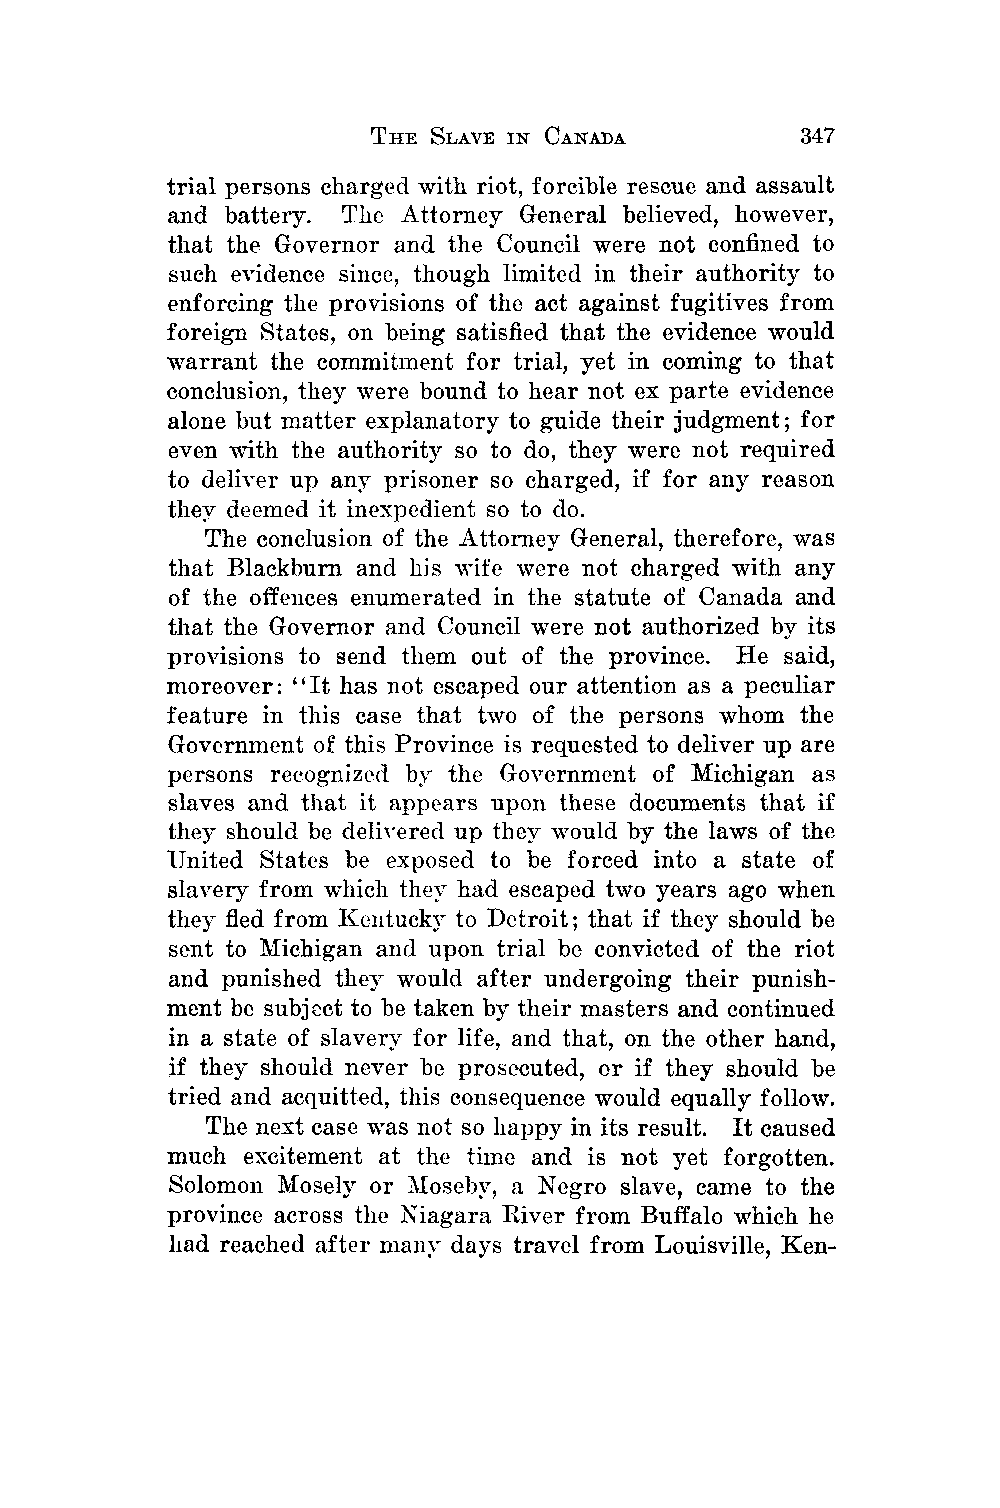 THE SLAVE IN CANADA 347
trial persons charged with riot, forcible rescue and assault
and battery. The Attorney General believed, however,
that the Governor and the Council were not confined to
such evidence since, though limited in their authority to
enforcing the provisions of the act against fugitives from
foreign States, on being satisfied that the evidence would
warrant the commitment for trial, yet in coming to that
conclusion, they were bound to hear not ex parte evidence
alone but matter explanatory to guide their judgment; for
even with the authority so to do, they were not required
to deliver up any prisoner so charged, if for any reason
they deemed it inexpedient so to do.
The conclusion of the Attorney General, therefore, was
that Blackburn and his wife were not charged with any
of the offences enumerated in the statute of Canada and
that the Governor and Council were not authorized by its
provisions to send them out of the province. He said,
moreover: “It has not escaped our attention as a peculiar
feature in this case that two of the persons whom the
Government of this Province is requested to deliver up are
persons recognized by the Government of Michigan as
slaves and that it appears upon these documents that if
they should be delivered up they would by the laws of the
United States be exposed to be forced into a state of
slavery from which they had escaped two years ago when
they fled from Kentucky to Detroit; that if they should be
sent to Michigan and upon trial be convicted of the riot
and punished they would after undergoing their punish-
ment be subject to be taken by their masters and continued
in a state of slavery for life, and that, on the other hand,
if they should never be prosecuted, or if they should be
tried and acquitted, this consequence would equally follow.
The next case was not so happy in its result. It caused
much excitement at the time and is not yet forgotten.
Solomon Mosely or Moseby, a Negro slave, came to the
province across the Niagara River from Buffalo which he
had reached after many days travel from Louisville, Ken-